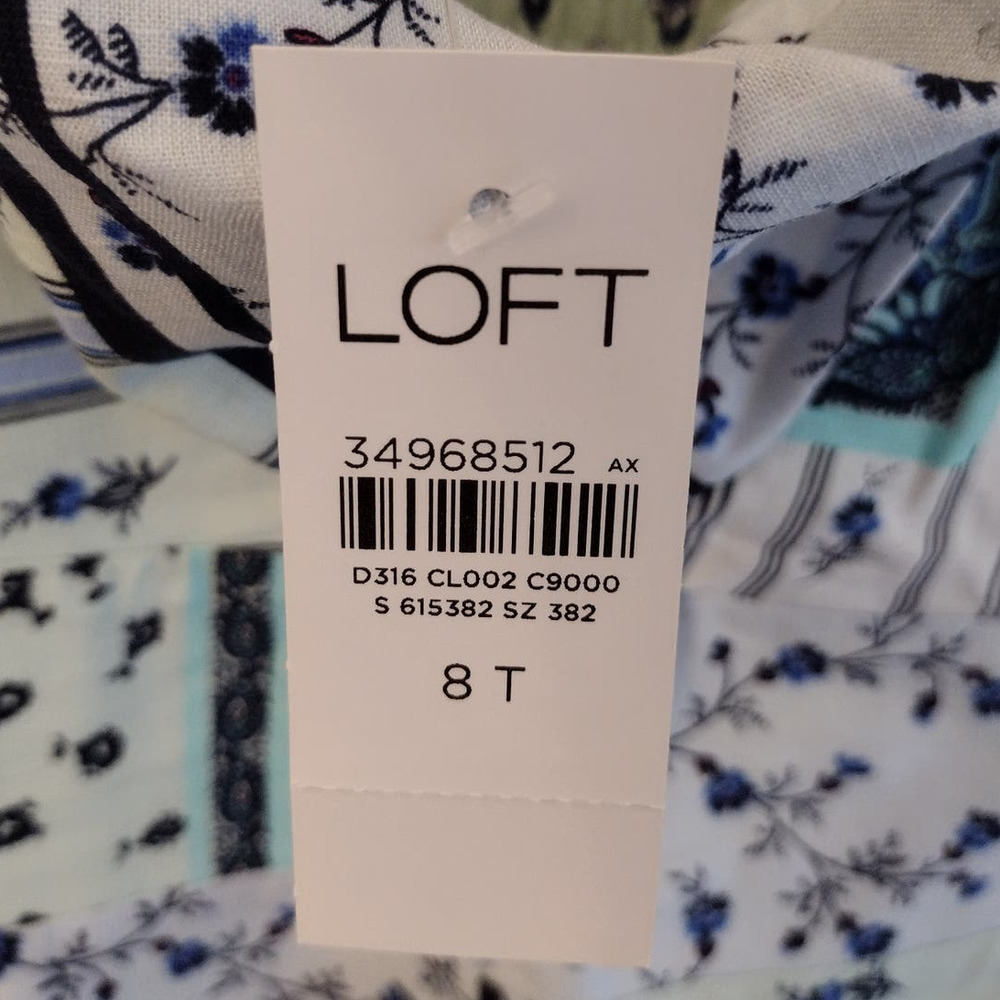 LOFT
34968512 AX
D316 CL002 C9000
S 615382 SZ 382
8 T